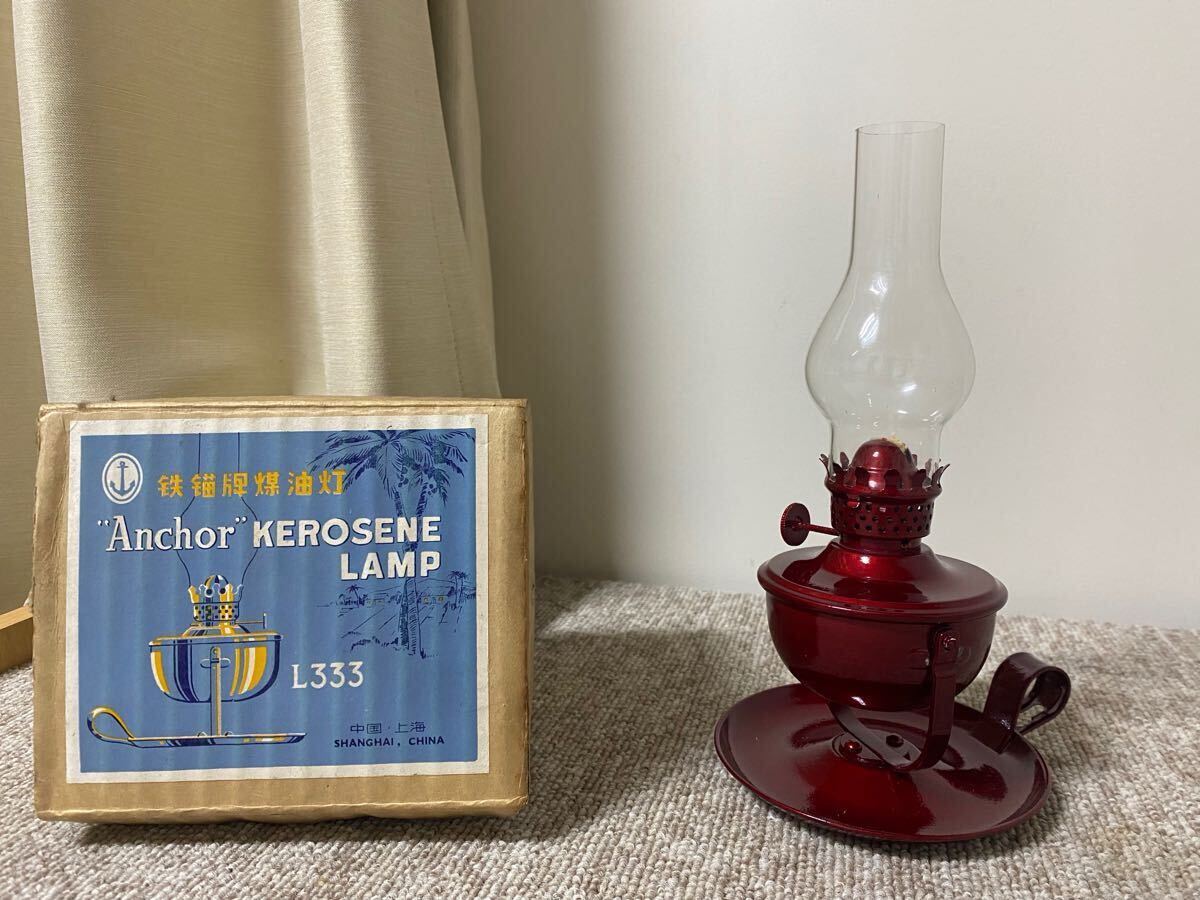 铁锚牌煤油灯
"Anchor" KEROSENE
LAMP
L333
中国·上海
SHANGHAI, CHINA